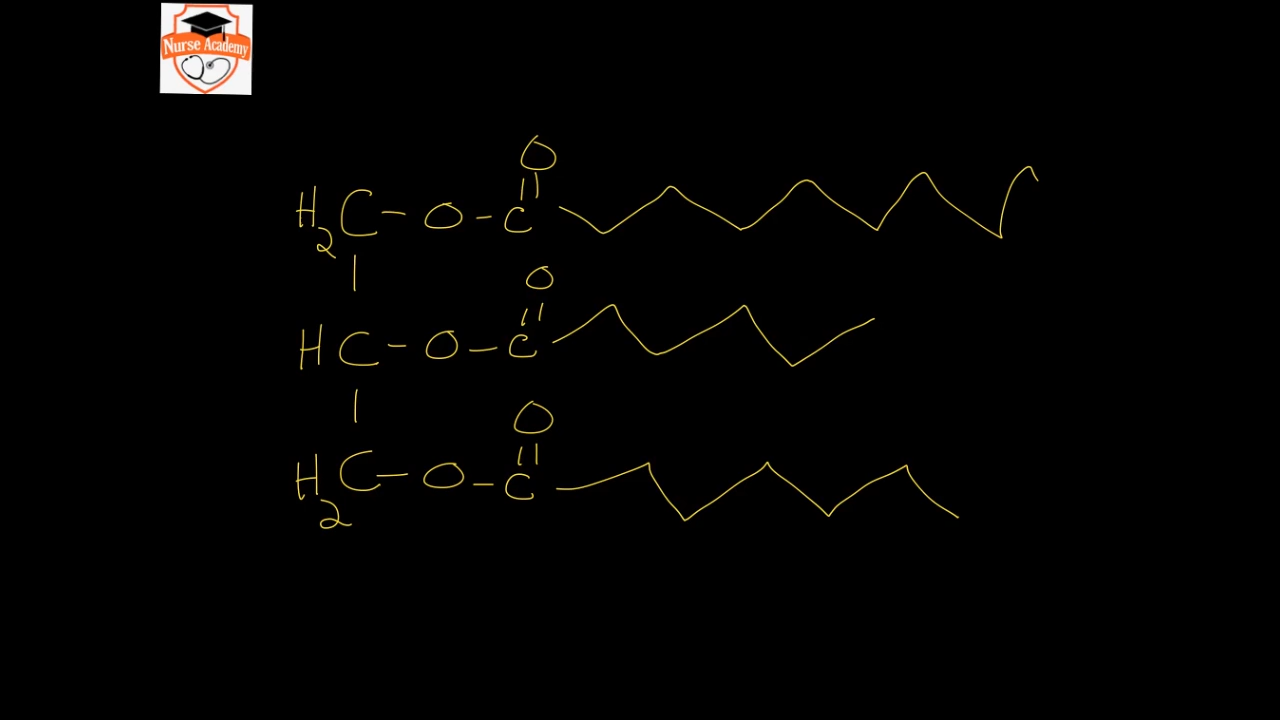 Nurse Academy
O
H₂C-O-C
O
HC-O-C
O
H₂C-O-C